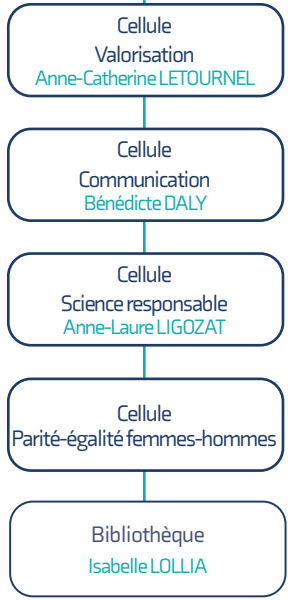 Cellule
Valorisation
Anne-Catherine LETOURNEL
Cellule
Communication
Bénédicte DALY
Cellule
Science responsable
Anne-Laure LIGOZAT
Cellule
Parité-égalité femmes-hommes
Bibliothèque
Isabelle LOLLIA